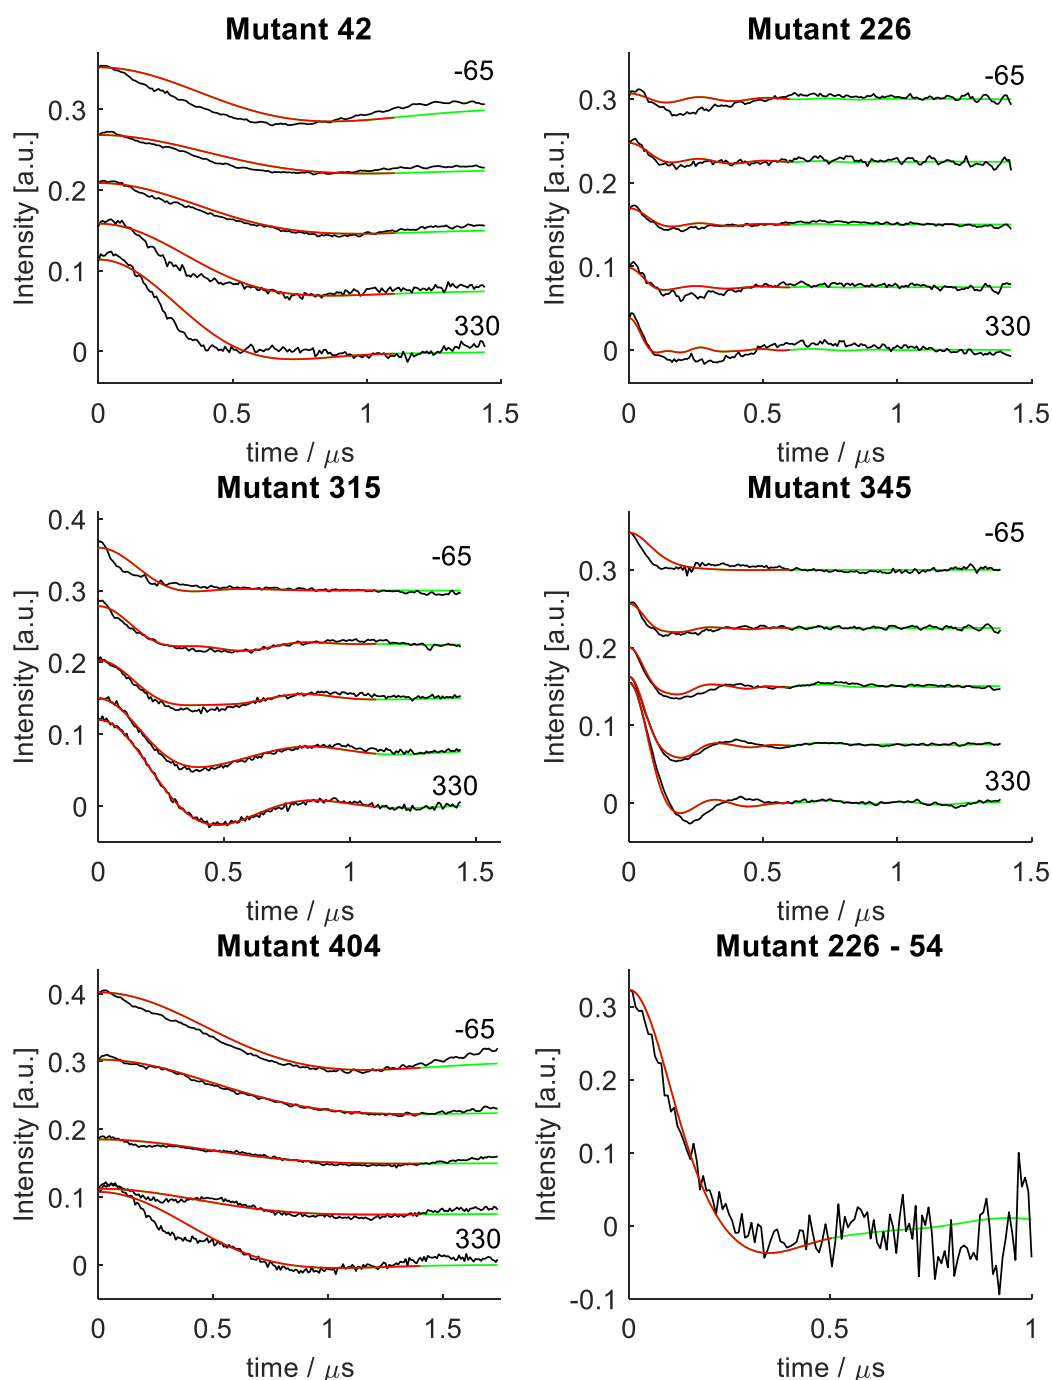 Mutant 42
Intensity [a.u.]
0.3
0.2
0.1
0
-65
330
0 0.5 1 1.5
time / μs
Mutant 226
Intensity [a.u.]
0.3
0.2
0.1
0
-65
330
0 0.5 1 1.5
time / μs
Mutant 315
Intensity [a.u.]
0.4
0.3
0.2
0.1
0
-65
330
0 0.5 1 1.5
time / μs
Mutant 345
Intensity [a.u.]
0.3
0.2
0.1
0
-65
330
0 0.5 1 1.5
time / μs
Mutant 404
Intensity [a.u.]
0.4
0.3
0.2
0.1
0
-65
330
0 0.5 1 1.5
time / μs
Mutant 226 - 54
Intensity [a.u.]
0.3
0.2
0.1
0
-0.1
0 0.5 1
time / μs